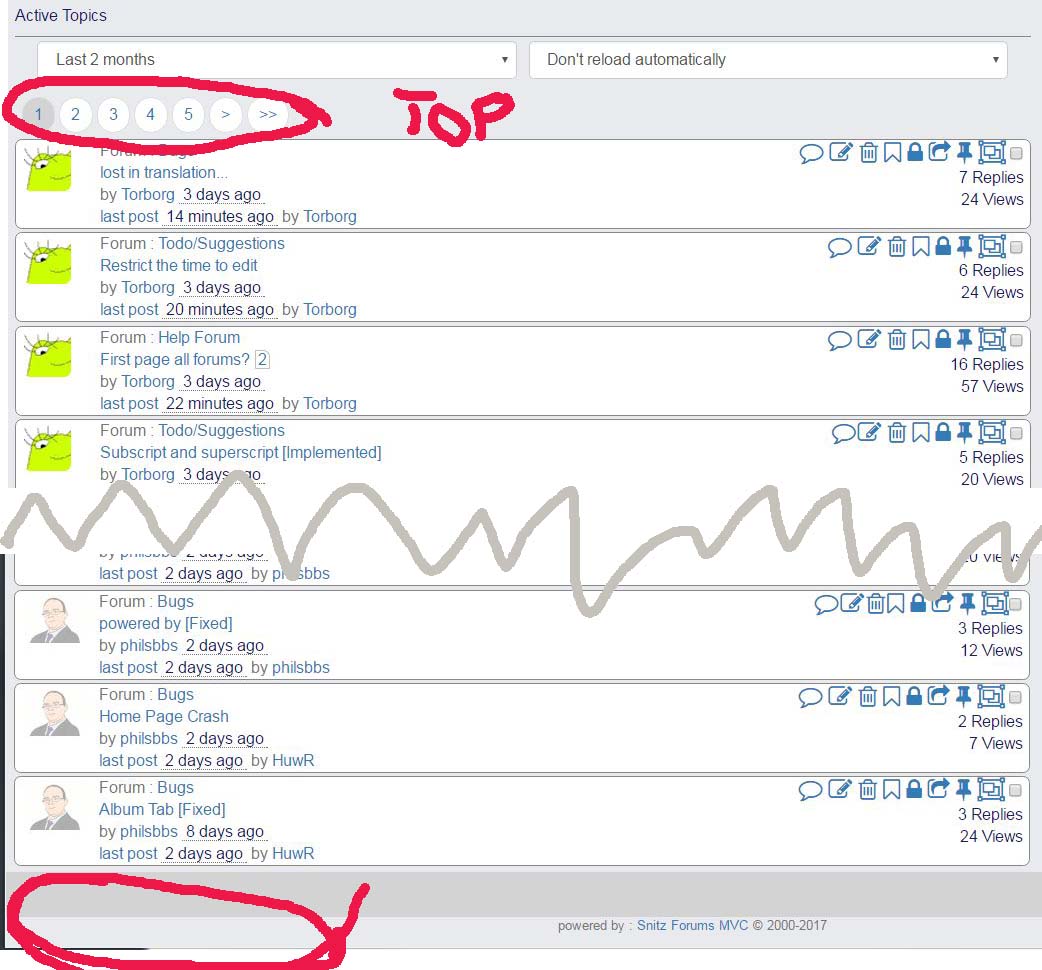 Active Topics
Last 2 months
Don't reload automatically
1 2 3 4 5 > >>
TOP
Forum : Bugs
lost in translation...
7 Replies
by Torborg 3 days ago
24 Views
last post 14 minutes ago by Torborg
Forum : Todo/Suggestions
Restrict the time to edit
6 Replies
by Torborg 3 days ago
24 Views
last post 20 minutes ago by Torborg
Forum : Help Forum
First page all forums? 2
16 Replies
by Torborg 3 days ago
57 Views
last post 22 minutes ago by Torborg
Forum : Todo/Suggestions
Subscript and superscript [Implemented]
5 Replies
by Torborg 3 days ago
20 Views
by philsbbs 2 days ago
Views
last post 2 days ago by philsbbs
Forum : Bugs
powered by [Fixed]
3 Replies
by philsbbs 2 days ago
12 Views
last post 2 days ago by philsbbs
Forum : Bugs
Home Page Crash
2 Replies
by philsbbs 2 days ago
7 Views
last post 2 days ago by HuwR
Forum : Bugs
Album Tab [Fixed]
3 Replies
by philsbbs 8 days ago
24 Views
last post 2 days ago by HuwR
powered by : Snitz Forums MVC © 2000-2017